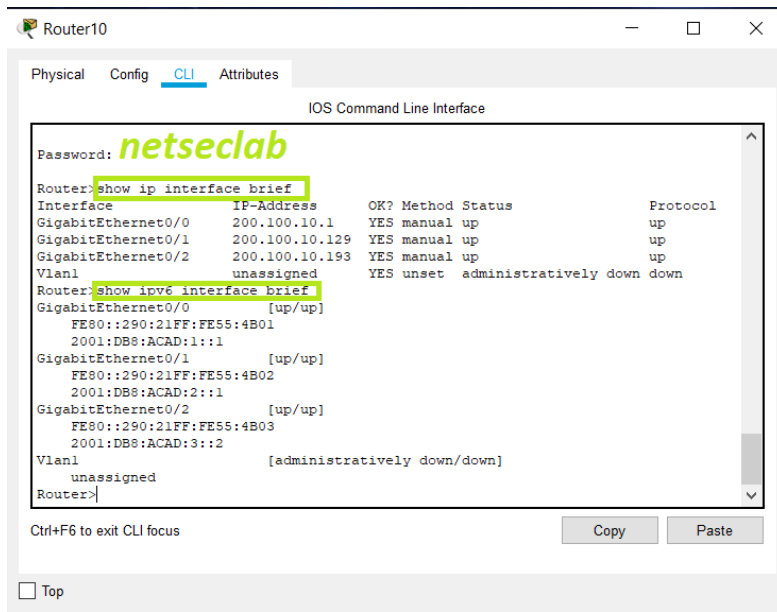 Router10
Physical Config CLI Attributes
IOS Command Line Interface
Password: netseclab
Router>show ip interface brief
Interface IP-Address OK? Method Status Protocol
GigabitEthernet0/0 200.100.10.1 YES manual up up
GigabitEthernet0/1 200.100.10.129 YES manual up up
GigabitEthernet0/2 200.100.10.193 YES manual up up
Vlan1 unassigned YES unset administratively down down
Router>show ipv6 interface brief
GigabitEthernet0/0 [up/up]
FE80::290:21FF:FE55:4B01
2001:DB8:ACAD:1::1
GigabitEthernet0/1 [up/up]
FE80::290:21FF:FE55:4B02
2001:DB8:ACAD:2::1
GigabitEthernet0/2 [up/up]
FE80::290:21FF:FE55:4B03
2001:DB8:ACAD:3::2
Vlan1 [administratively down/down]
unassigned
Router>
Ctrl+F6 to exit CLI focus Copy Paste
Top